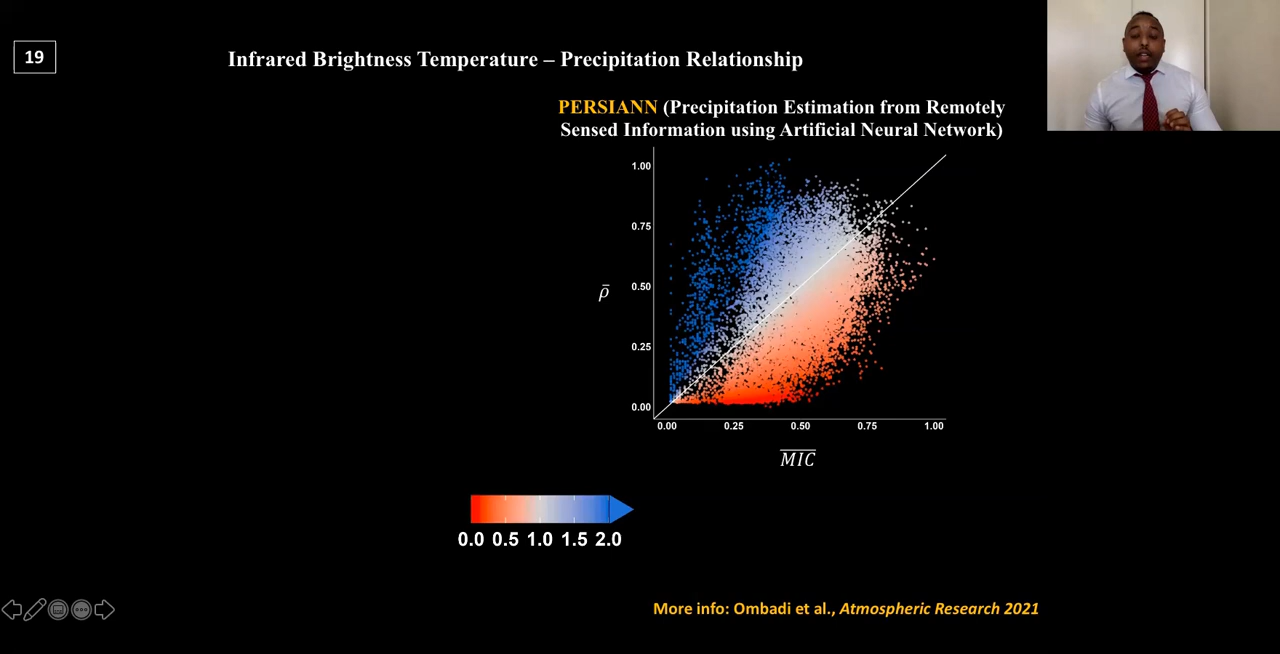 19
Infrared Brightness Temperature – Precipitation Relationship
PERSIANN (Precipitation Estimation from Remotely
Sensed Information using Artificial Neural Network)
1.00
0.75
0.50
0.25
0.00
ρ̄
0.00 0.25 0.50 0.75 1.00
M̅I̅C̅
0.0 0.5 1.0 1.5 2.0
More info: Ombadi et al., Atmospheric Research 2021